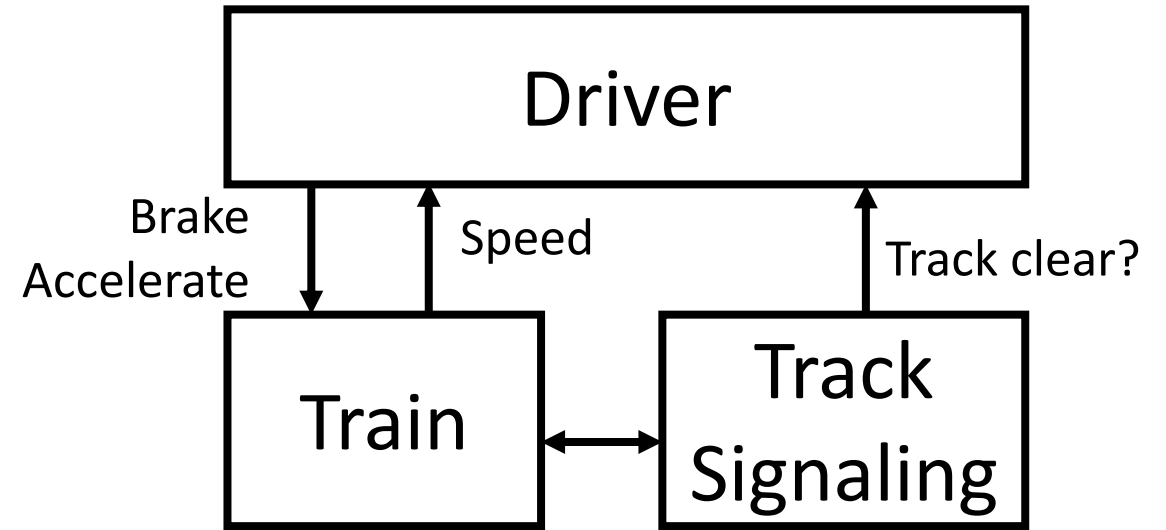 Driver
Brake
Accelerate
Speed
Track clear?
Train
Track
Signaling